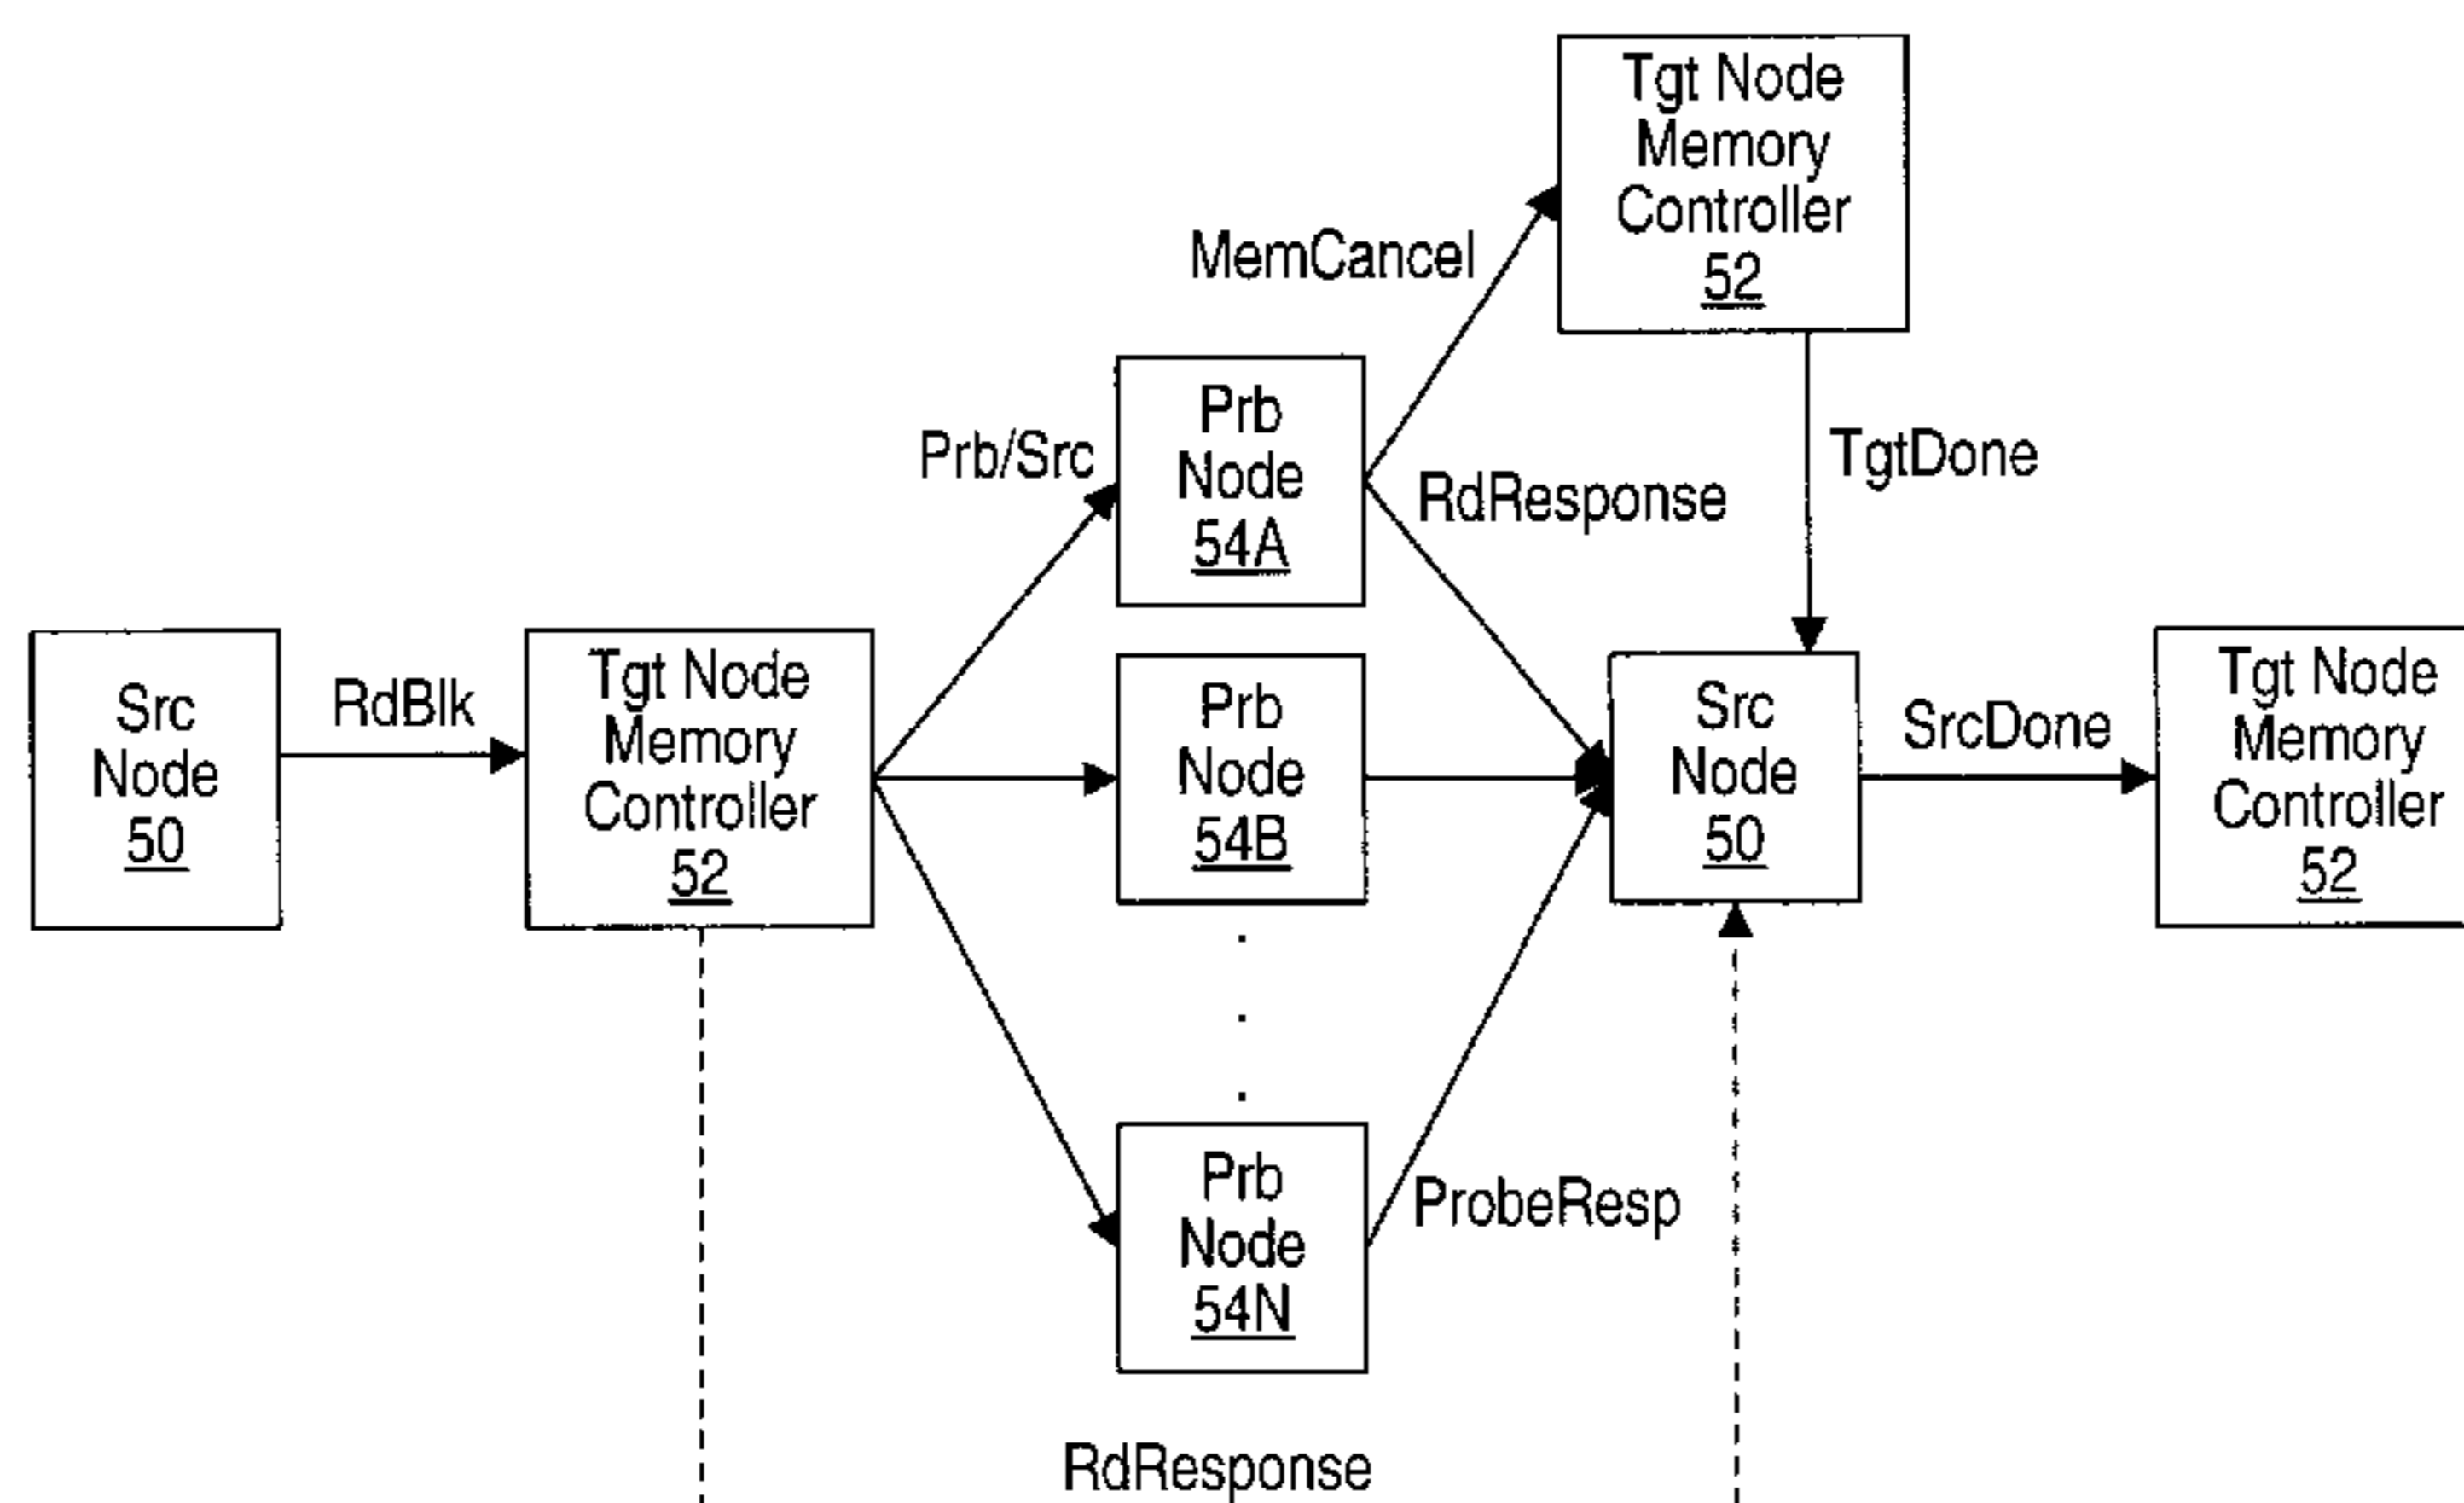 Tgt Node
Memory
Controller
52
MemCancel
Prb
Node
54A
Prb/Src
RdResponse
TgtDone
Src
Node
50
RdBlk
Tgt Node
Memory
Controller
52
Prb
Node
54B
Src
Node
50
SrcDone
Tgt Node
Memory
Controller
52
Prb
Node
54N
ProbeResp
RdResponse